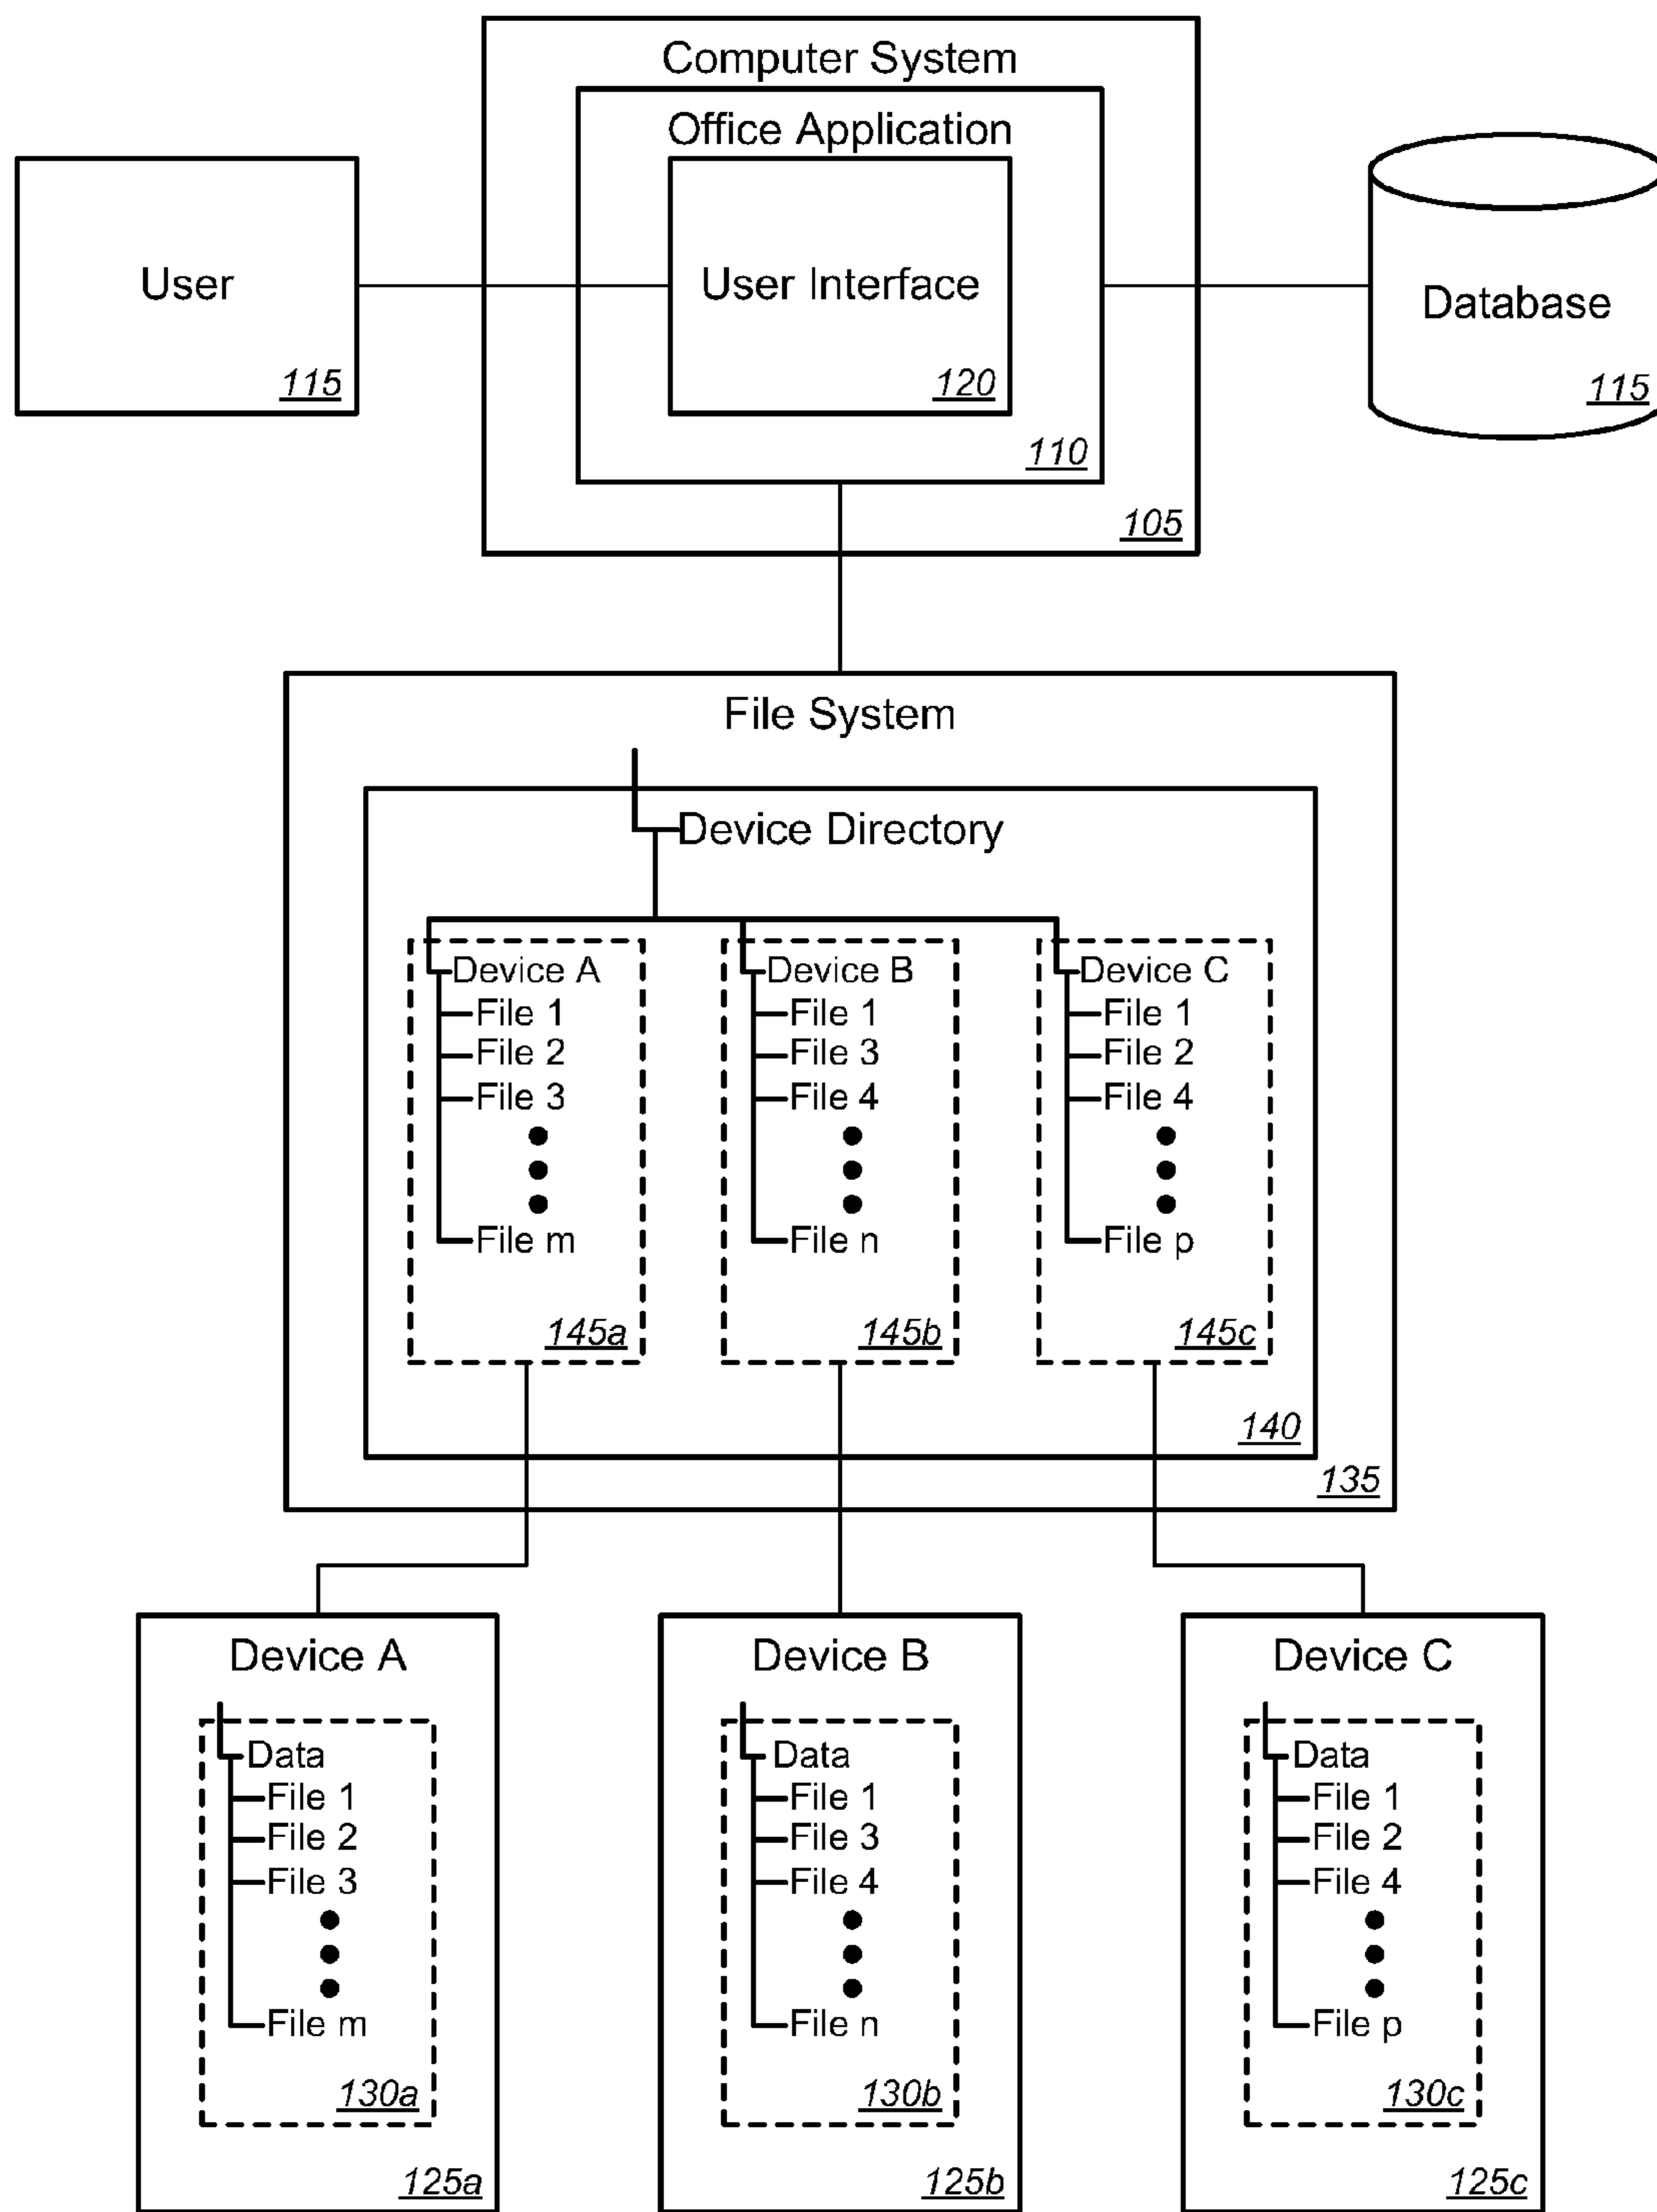 Computer System
Office Application
User
User Interface
Database
115
120
115
110
105
File System
Device Directory
Device A
File 1
File 2
File 3
File m
145a
Device B
File 1
File 3
File 4
File n
145b
Device C
File 1
File 2
File 4
File p
145c
140
135
Device A
Data
File 1
File 2
File 3
File m
130a
125a
Device B
Data
File 1
File 3
File 4
File n
130b
125b
Device C
Data
File 1
File 2
File 4
File p
130c
125c